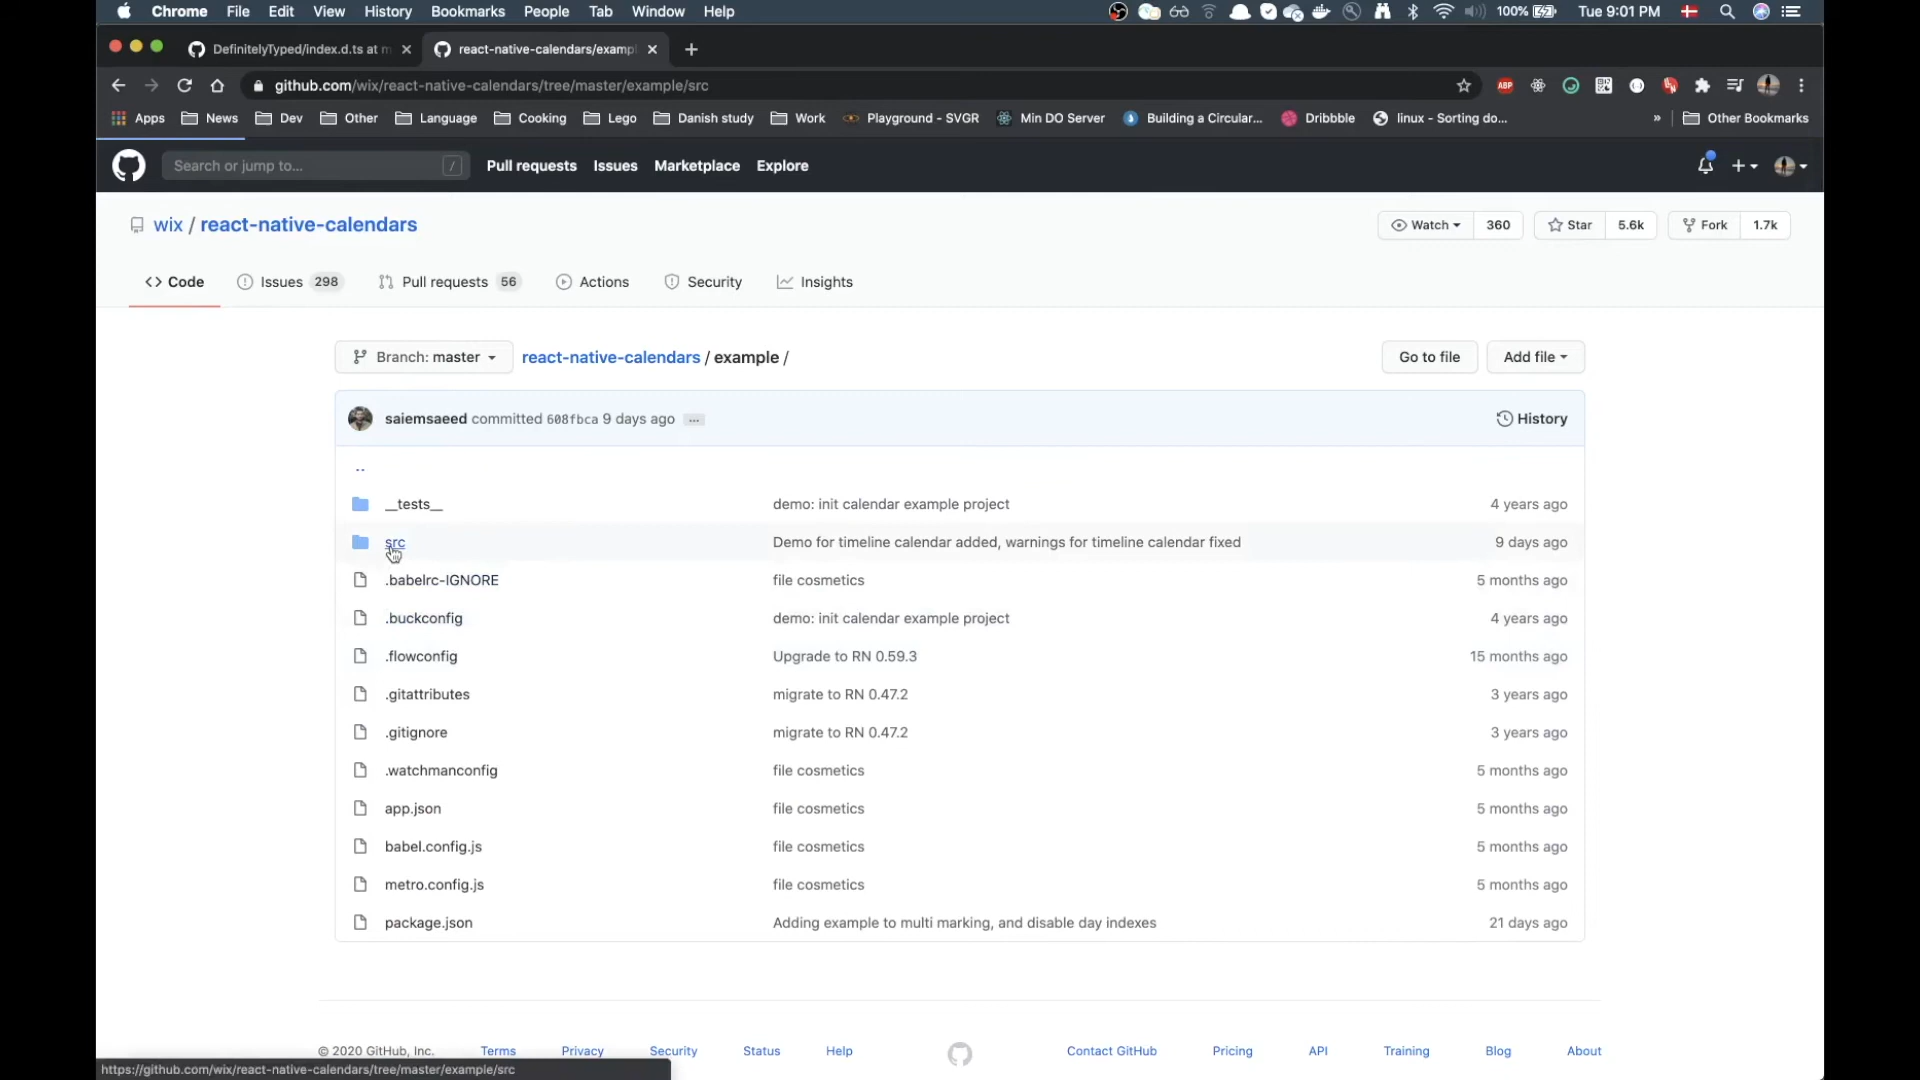 Chrome File Edit View History Bookmarks People Tab Window Help 100% Tue 9:01 PM
DefinitelyTyped/index.d.ts at m react-native-calendars/exampl
github.com/wix/react-native-calendars/tree/master/example/src ABP
Apps News Dev Other Language Cooking Lego Danish study Work Playground - SVGR Min DO Server Building a Circular... Dribbble linux - Sorting do... » Other Bookmarks
Search or jump to... / Pull requests Issues Marketplace Explore
wix / react-native-calendars Watch 360 Star 5.6k Fork 1.7k
Code Issues 298 Pull requests 56 Actions Security Insights
Branch: master react-native-calendars / example / Go to file Add file
saiemsaeed committed 608fbca 9 days ago ... History
..
__tests__ demo: init calendar example project 4 years ago
src Demo for timeline calendar added, warnings for timeline calendar fixed 9 days ago
.babelrc-IGNORE file cosmetics 5 months ago
.buckconfig demo: init calendar example project 4 years ago
.flowconfig Upgrade to RN 0.59.3 15 months ago
.gitattributes migrate to RN 0.47.2 3 years ago
.gitignore migrate to RN 0.47.2 3 years ago
.watchmanconfig file cosmetics 5 months ago
app.json file cosmetics 5 months ago
babel.config.js file cosmetics 5 months ago
metro.config.js file cosmetics 5 months ago
package.json Adding example to multi marking, and disable day indexes 21 days ago
© 2020 GitHub, Inc. Terms Privacy Security Status Help Contact GitHub Pricing API Training Blog About
https://github.com/wix/react-native-calendars/tree/master/example/src